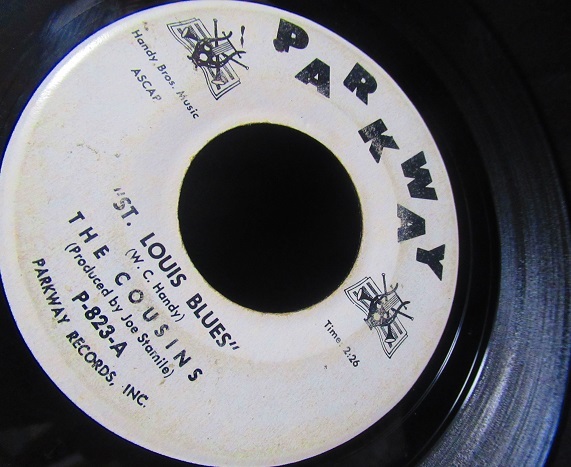 PARKWAY
Handy Bros. Music
ASCAP
Time 2:26
"ST. LOUIS BLUES"
(W. C. Handy)
THE COUSINS
(Produced by Joe Stainile)
P-823-A
PARKWAY RECORDS, INC.